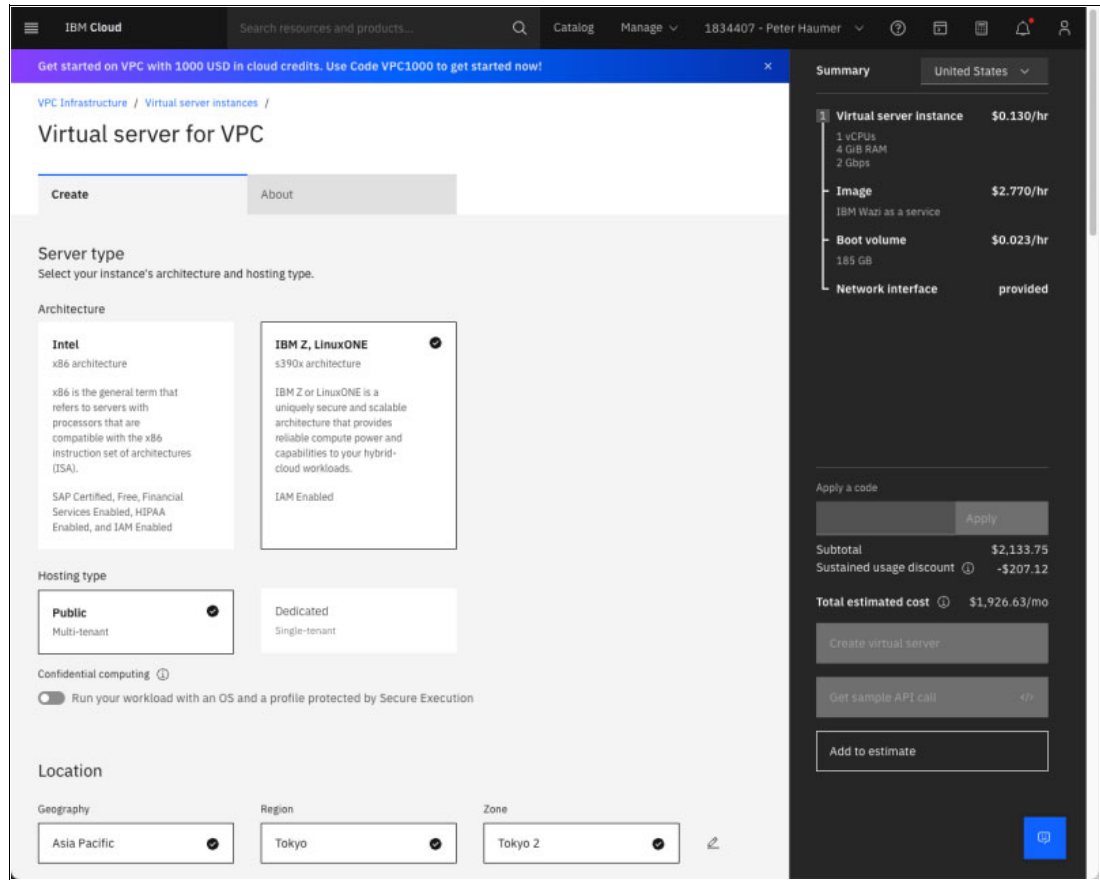 IBM Cloud
Search resources and products...
Catalog
Manage
1834407 - Peter Haumer
Get started on VPC with 1000 USD in cloud credits. Use Code VPC1000 to get started now!
VPC Infrastructure / Virtual server instances /
Virtual server for VPC
Create
About
Server type
Select your instance's architecture and hosting type.
Architecture
Intel
x86 architecture
x86 is the general term that
refers to servers with
processors that are
compatible with the x86
instruction set of architectures
(ISA).
SAP Certified, Free, Financial
Services Enabled, HIPAA
Enabled, and IAM Enabled
IBM Z, LinuxONE
s390x architecture
IBM Z or LinuxONE is a
uniquely secure and scalable
architecture that provides
reliable compute power and
capabilities to your hybrid-
cloud workloads.
IAM Enabled
Hosting type
Public
Multi-tenant
Dedicated
Single-tenant
Confidential computing
Run your workload with an OS and a profile protected by Secure Execution
Location
Geography
Asia Pacific
Region
Tokyo
Zone
Tokyo 2
Summary
United States
1 Virtual server instance $0.130/hr
1 vCPUs
4 GiB RAM
2 Gbps
Image $2.770/hr
IBM Wazi as a service
Boot volume $0.023/hr
185 GB
Network interface provided
Apply a code
Apply
Subtotal $2,133.75
Sustained usage discount -$207.12
Total estimated cost $1,926.63/mo
Create virtual server
Get sample API call </>
Add to estimate